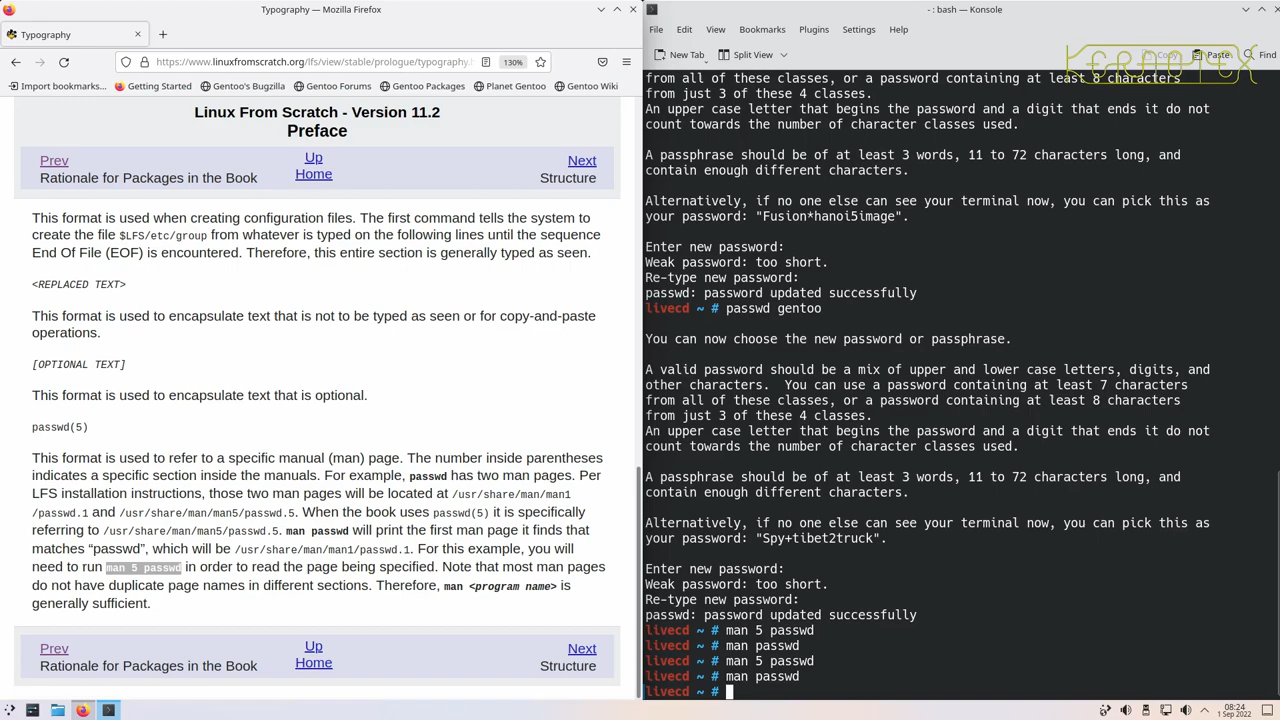 Typography — Mozilla Firefox
Typography
https://www.linuxfromscratch.org/lfs/view/stable/prologue/typography
130%
Import bookmarks...
Getting Started
Gentoo's Bugzilla
Gentoo Forums
Gentoo Packages
Planet Gentoo
Gentoo Wiki
Linux From Scratch - Version 11.2
Preface
Prev
Up
Next
Rationale for Packages in the Book
Home
Structure
This format is used when creating configuration files. The first command tells the system to
create the file $LFS/etc/group from whatever is typed on the following lines until the sequence
End Of File (EOF) is encountered. Therefore, this entire section is generally typed as seen.
<REPLACED TEXT>
This format is used to encapsulate text that is not to be typed as seen or for copy-and-paste
operations.
[OPTIONAL TEXT]
This format is used to encapsulate text that is optional.
passwd(5)
This format is used to refer to a specific manual (man) page. The number inside parentheses
indicates a specific section inside the manuals. For example, passwd has two man pages. Per
LFS installation instructions, those two man pages will be located at /usr/share/man/man1
/passwd.1 and /usr/share/man/man5/passwd.5. When the book uses passwd(5) it is specifically
referring to /usr/share/man/man5/passwd.5. man passwd will print the first man page it finds that
matches “passwd”, which will be /usr/share/man/man1/passwd.1. For this example, you will
need to run man 5 passwd in order to read the page being specified. Note that most man pages
do not have duplicate page names in different sections. Therefore, man <program name> is
generally sufficient.
Prev
Up
Next
Rationale for Packages in the Book
Home
Structure
- : bash — Konsole
File
Edit
View
Bookmarks
Plugins
Settings
Help
New Tab
Split View
Copy
Paste
Find
KERNOTEX
from all of these classes, or a password containing at least 8 characters
from just 3 of these 4 classes.
An upper case letter that begins the password and a digit that ends it do not
count towards the number of character classes used.
A passphrase should be of at least 3 words, 11 to 72 characters long, and
contain enough different characters.
Alternatively, if no one else can see your terminal now, you can pick this as
your password: "Fusion*hanoi5image".
Enter new password:
Weak password: too short.
Re-type new password:
passwd: password updated successfully
livecd ~ # passwd gentoo
You can now choose the new password or passphrase.
A valid password should be a mix of upper and lower case letters, digits, and
other characters.  You can use a password containing at least 7 characters
from all of these classes, or a password containing at least 8 characters
from just 3 of these 4 classes.
An upper case letter that begins the password and a digit that ends it do not
count towards the number of character classes used.
A passphrase should be of at least 3 words, 11 to 72 characters long, and
contain enough different characters.
Alternatively, if no one else can see your terminal now, you can pick this as
your password: "Spy+tibet2truck".
Enter new password:
Weak password: too short.
Re-type new password:
passwd: password updated successfully
livecd ~ # man 5 passwd
livecd ~ # man passwd
livecd ~ # man 5 passwd
livecd ~ # man passwd
livecd ~ #
08:24
1 Sep 2022